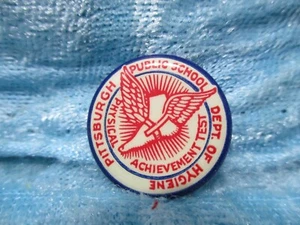 PITTSBURGH PUBLIC SCHOOL
DEPT. OF HYGIENE
PHYSICAL
ACHIEVEMENT TEST